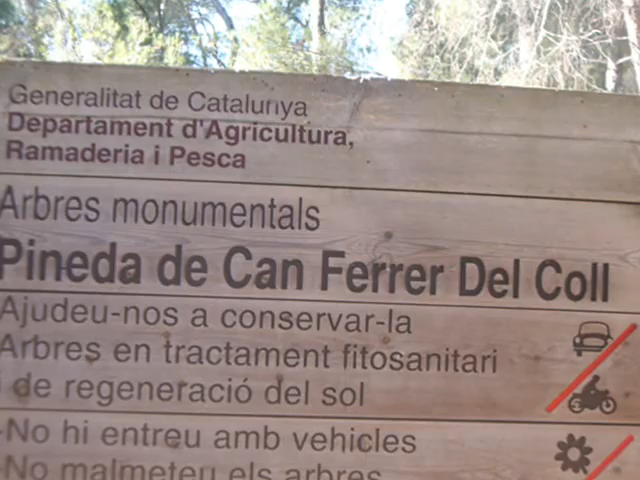 Generalitat de Catalunya
Departament d'Agricultura,
Ramaderia i Pesca
Arbres monumentals
Pineda de Can Ferrer Del Coll
Ajudeu-nos a conservar-la
Arbres en tractament fitosanitari
i de regeneració del sol
-No hi entreu amb vehicles
-No malmeteu els arbres